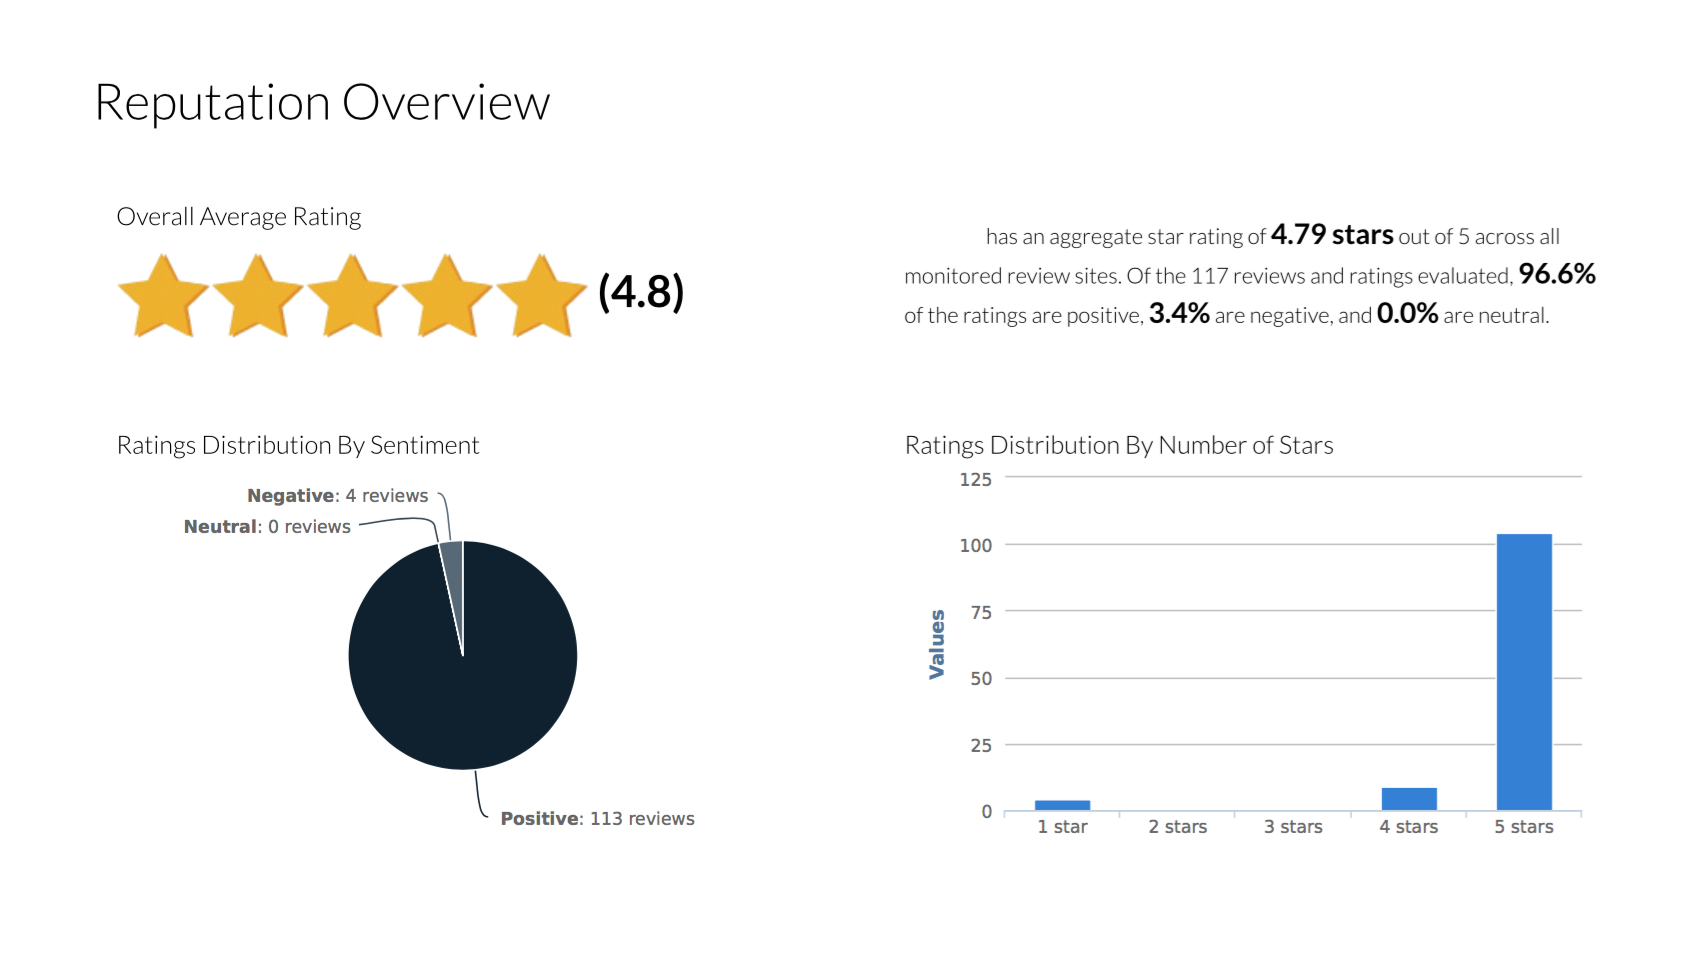 Reputation Overview
Overall Average Rating
(4.8)
has an aggregate star rating of 4.79 stars out of 5 across all
monitored review sites. Of the 117 reviews and ratings evaluated, 96.6%
of the ratings are positive, 3.4% are negative, and 0.0% are neutral.
Ratings Distribution By Sentiment
Negative: 4 reviews
Neutral: 0 reviews
Positive: 113 reviews
Ratings Distribution By Number of Stars
Values
125
100
75
50
25
0
1 star 2 stars 3 stars 4 stars 5 stars